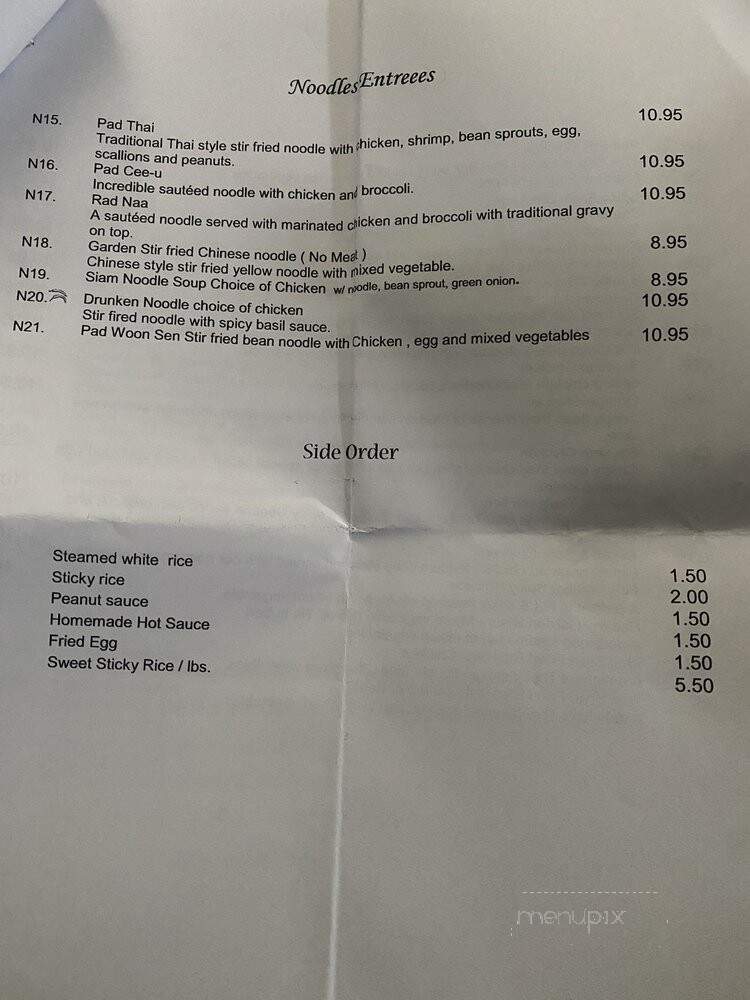 Noodles Entreees
N15. Pad Thai 10.95
Traditional Thai style stir fried noodle with chicken, shrimp, bean sprouts, egg,
scallions and peanuts.
N16. Pad Cee-u 10.95
Incredible sautéed noodle with chicken and broccoli.
N17. Rad Naa 10.95
A sautéed noodle served with marinated chicken and broccoli with traditional gravy
on top.
N18. Garden Stir fried Chinese noodle ( No Meat ) 8.95
Chinese style stir fried yellow noodle with mixed vegetable.
N19. Siam Noodle Soup Choice of Chicken w/ noodle, bean sprout, green onion. 8.95
N20. Drunken Noodle choice of chicken 10.95
Stir fired noodle with spicy basil sauce.
N21. Pad Woon Sen Stir fried bean noodle with Chicken , egg and mixed vegetables 10.95
Side Order
Steamed white rice 1.50
Sticky rice 2.00
Peanut sauce 1.50
Homemade Hot Sauce 1.50
Fried Egg 1.50
Sweet Sticky Rice / lbs. 5.50
menupix